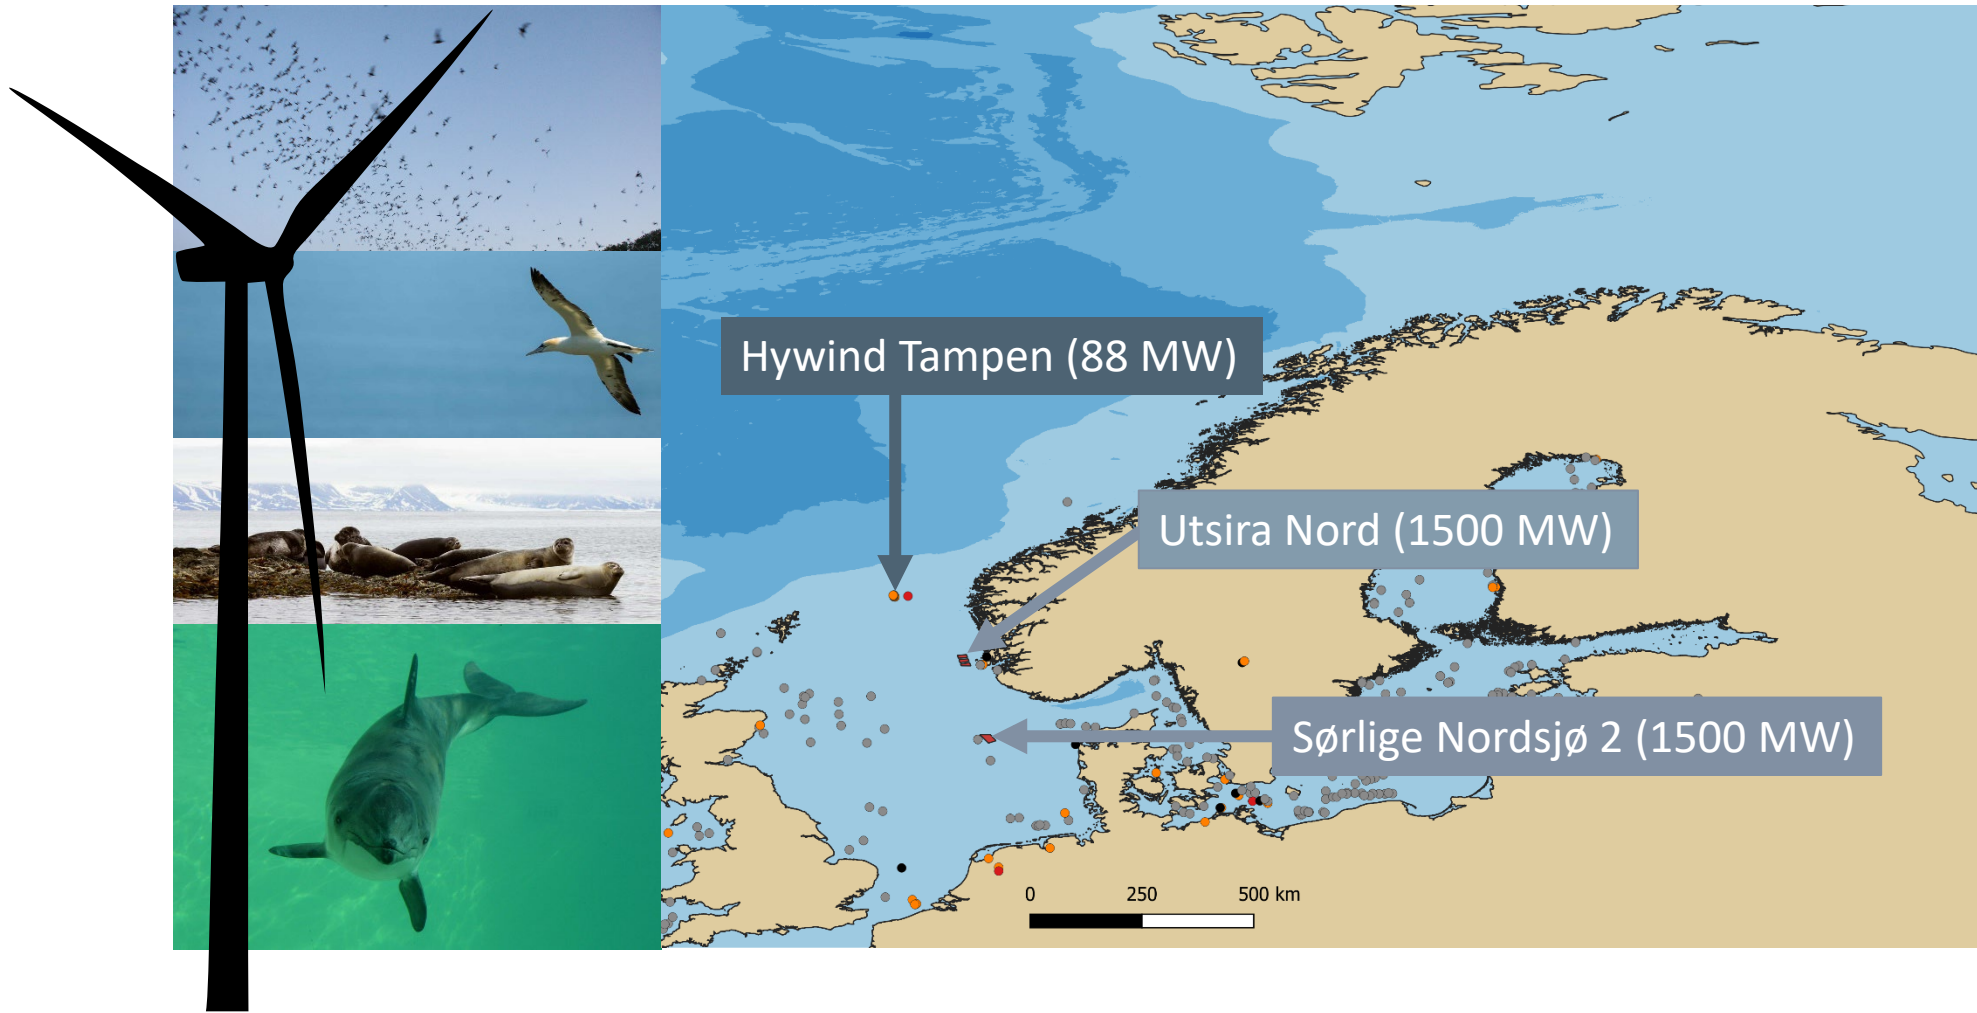 Hywind Tampen (88 MW)
Utsira Nord (1500 MW)
Sørlige Nordsjø 2 (1500 MW)
0 250 500 km